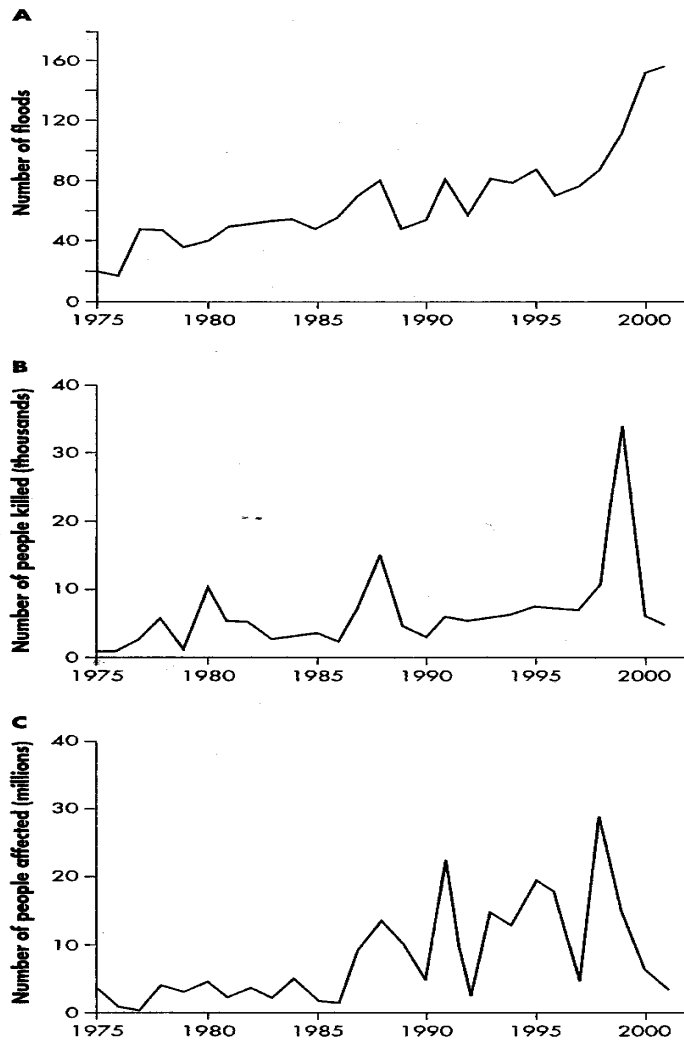 A
Number of floods
160
120
80
40
0
1975 1980 1985 1990 1995 2000
B
Number of people killed (thousands)
40
30
20
10
0
1975 1980 1985 1990 1995 2000
C
Number of people affected (millions)
40
30
20
10
0
1975 1980 1985 1990 1995 2000